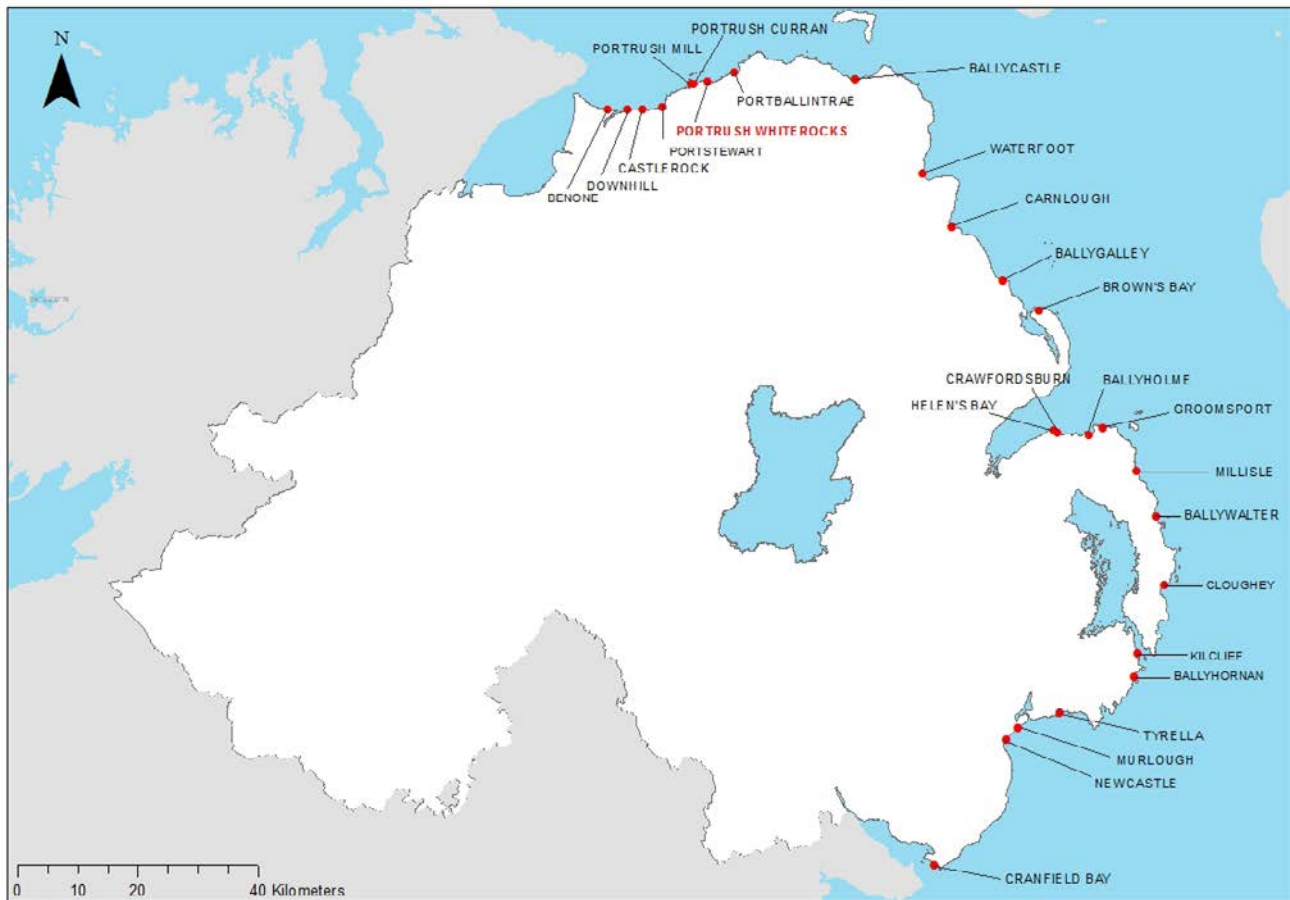 N
PORTRUSH CURRAN
PORTRUSH MILL
BALLYCASTLE
PORTBALLINTRAE
PORTRUSH WHITEROCKS
PORTSTEWART
CASTLEROCK
DOWNHILL
BENONE
WATERFOOT
CARNLOUGH
BALLYGALLEY
BROWN'S BAY
CRAWFORDSBURN
BALLYHOLME
HELEN'S BAY
GROOMSPORT
MILLISLE
BALLYWALTER
CLOUGHEY
KILCLIEF
BALLYHORNAN
TYRELLA
MURLOUGH
NEWCASTLE
CRANFIELD BAY
0 10 20 40 Kilometers